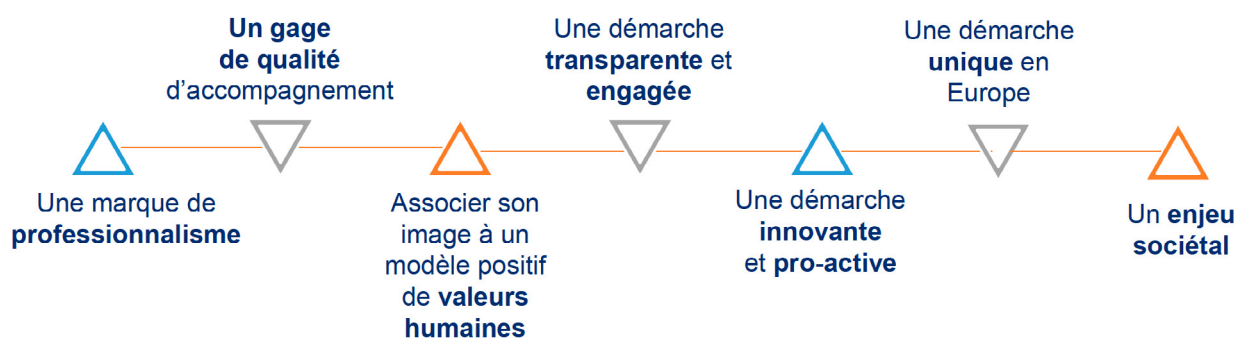 Une marque de
professionnalisme
Un gage
de qualité
d'accompagnement
Associer son
image à un
modèle positif
de valeurs
humaines
Une démarche
transparente et
engagée
Une démarche
innovante
et pro-active
Une démarche
unique en
Europe
Un enjeu
sociétal